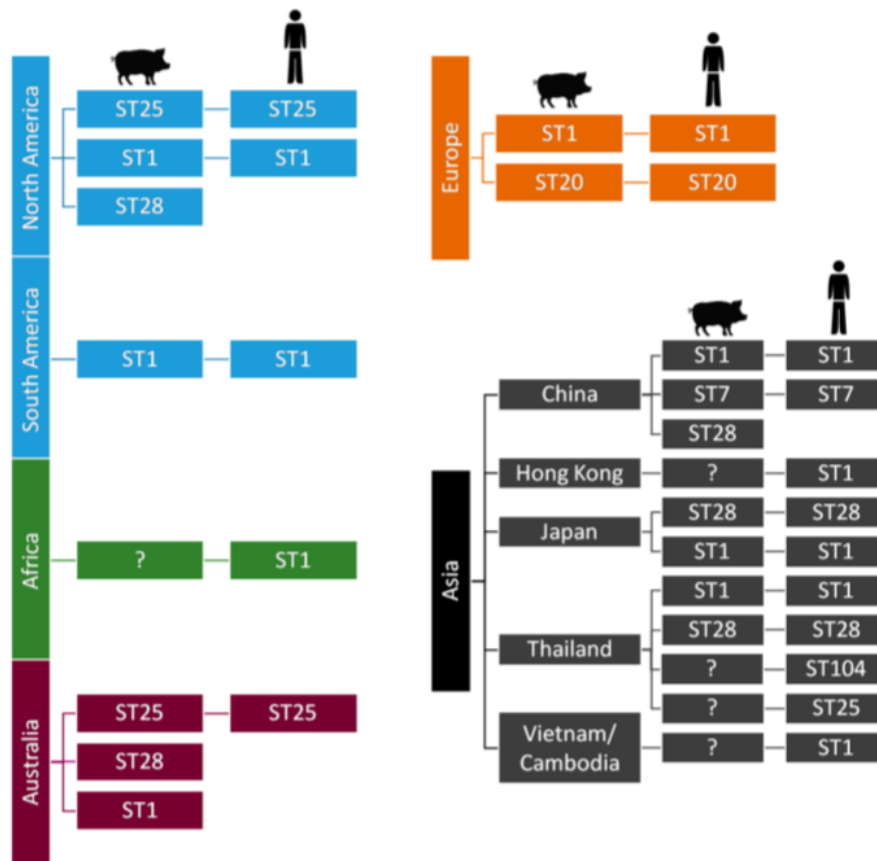 North America
ST25 ST25
ST1 ST1
ST28
South America
ST1 ST1
Africa
? ST1
Australia
ST25 ST25
ST28
ST1
Europe
ST1 ST1
ST20 ST20
Asia
China
ST1 ST1
ST7 ST7
ST28
Hong Kong ? ST1
Japan
ST28 ST28
ST1 ST1
Thailand
ST1 ST1
ST28 ST28
? ST104
? ST25
Vietnam/
Cambodia
? ST1